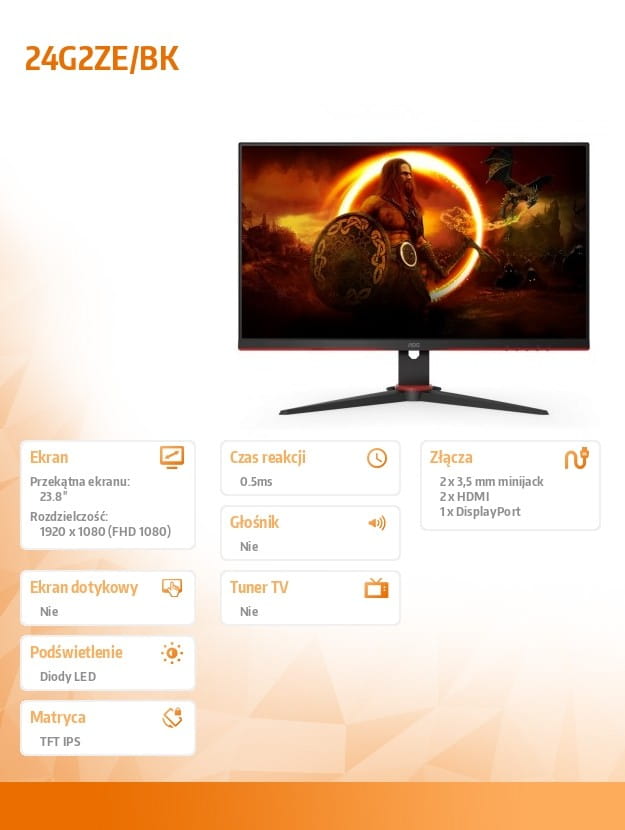 24G2ZE/BK
AOC
Ekran
Przekątna ekranu:
23.8"
Rozdzielczość:
1920 x 1080 (FHD 1080)
Czas reakcji
0.5ms
Złącza
2 x 3,5 mm minijack
2 x HDMI
1 x DisplayPort
Głośnik
Nie
Ekran dotykowy
Nie
Tuner TV
Nie
Podświetlenie
Diody LED
Matryca
TFT IPS